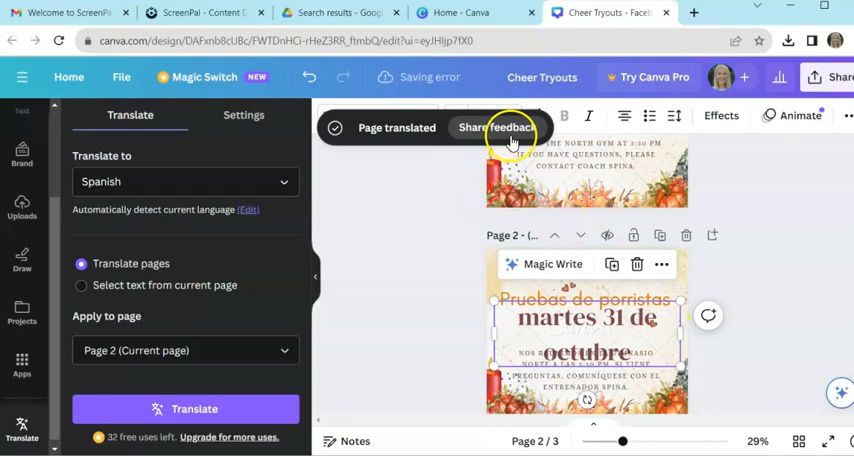 Welcome to ScreenPal
ScreenPal - Content D
Search results - Goog
Home - Canva
Cheer Tryouts - Faceb
canva.com/design/DAFxnb8cUBc/FWTDnHCi-rHeZ3RR_ftmbQ/edit?ui=eyJHIjp7fX0
Home
File
Magic Switch NEW
Saving error
Cheer Tryouts
Try Canva Pro
Share
Text
Brand
Uploads
Draw
Projects
Apps
Translate
Translate
Settings
Translate to
Spanish
Automatically detect current language (Edit)
Translate pages
Select text from current page
Apply to page
Page 2 (Current page)
Translate
32 free uses left. Upgrade for more uses.
B I
Effects
Animate
Page translated
Share feedback
THE NORTH GYM AT 3:30 PM
IF YOU HAVE QUESTIONS, PLEASE
CONTACT COACH SPINA.
Page 2 - (...
Magic Write
Pruebas de porristas
martes 31 de
octubre
NORTE A LAS 3:30 PM. SI TIENE
PREGUNTAS, COMUNÍQUESE CON EL
ENTRENADOR SPINA.
Notes
Page 2 / 3
29%